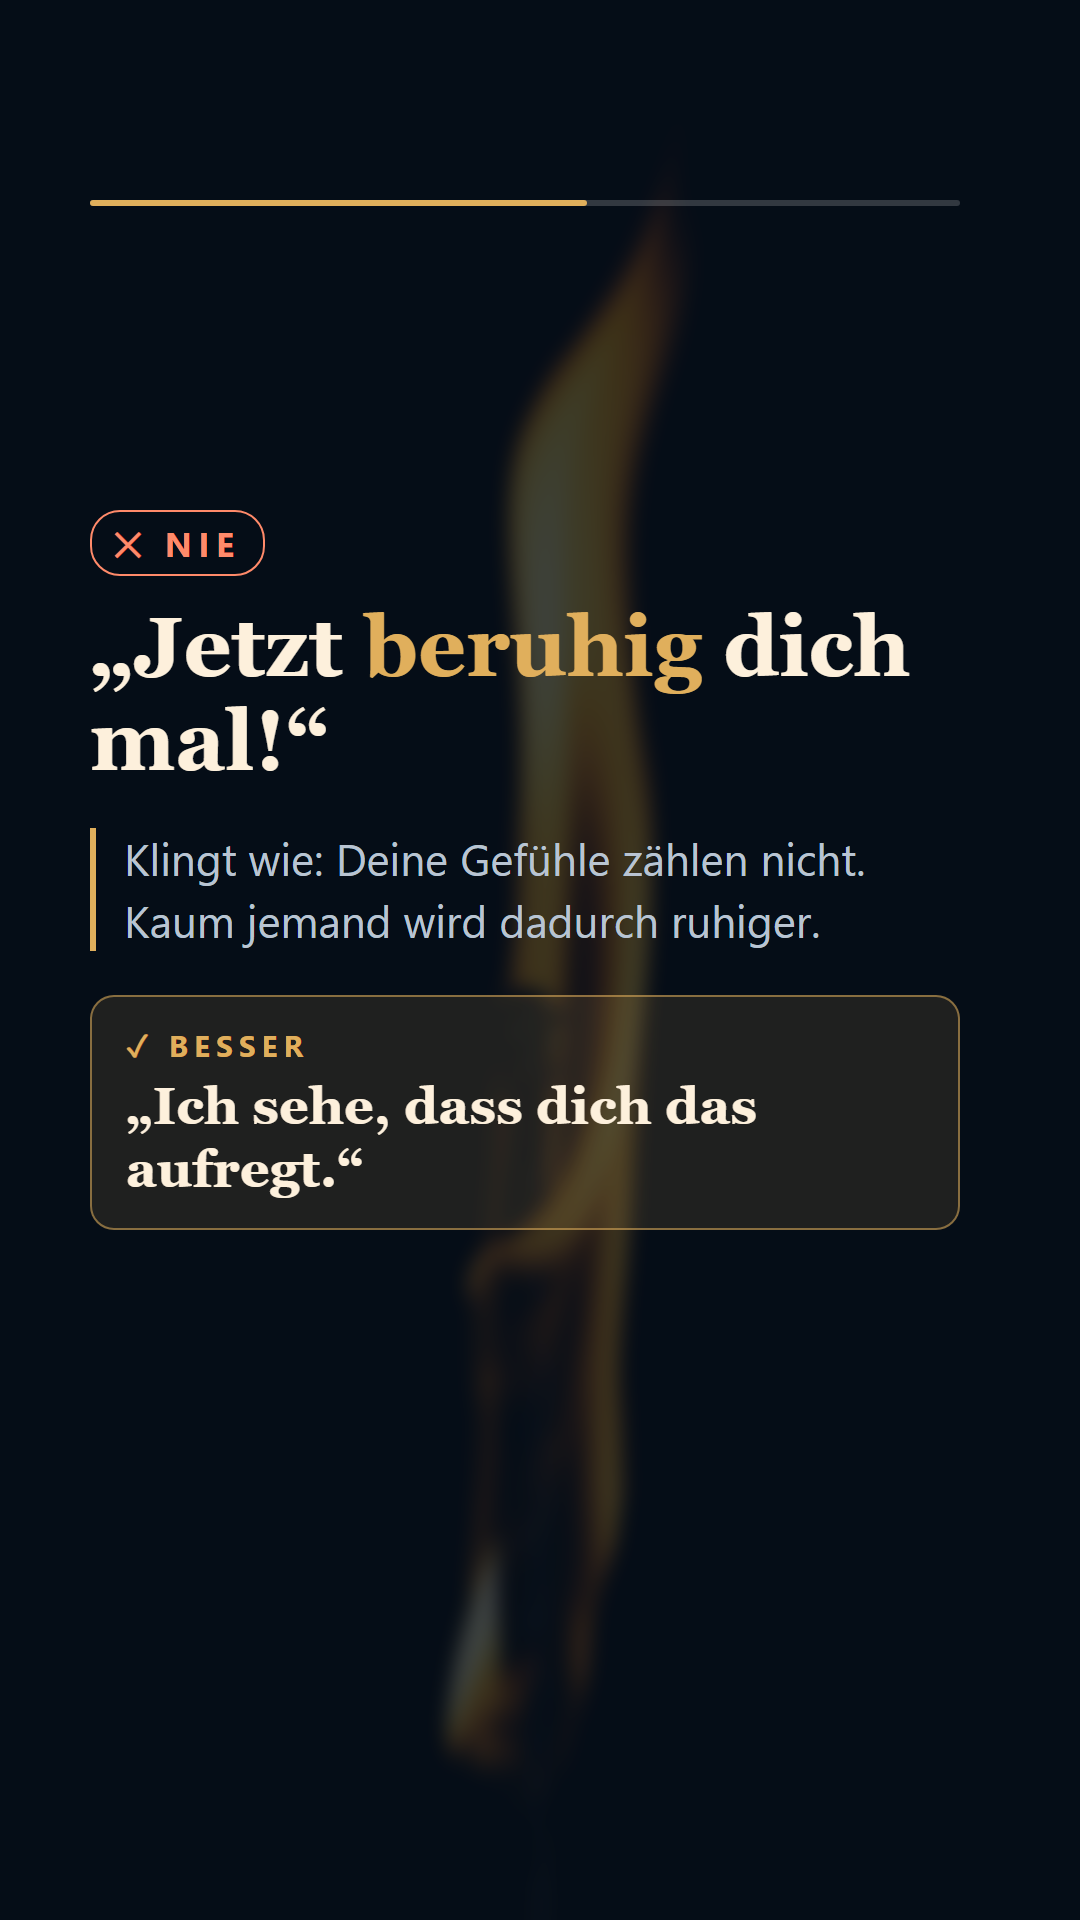 ✕ NIE
„Jetzt beruhig dich
mal!“
Klingt wie: Deine Gefühle zählen nicht.
Kaum jemand wird dadurch ruhiger.
✓ BESSER
„Ich sehe, dass dich das
aufregt.“